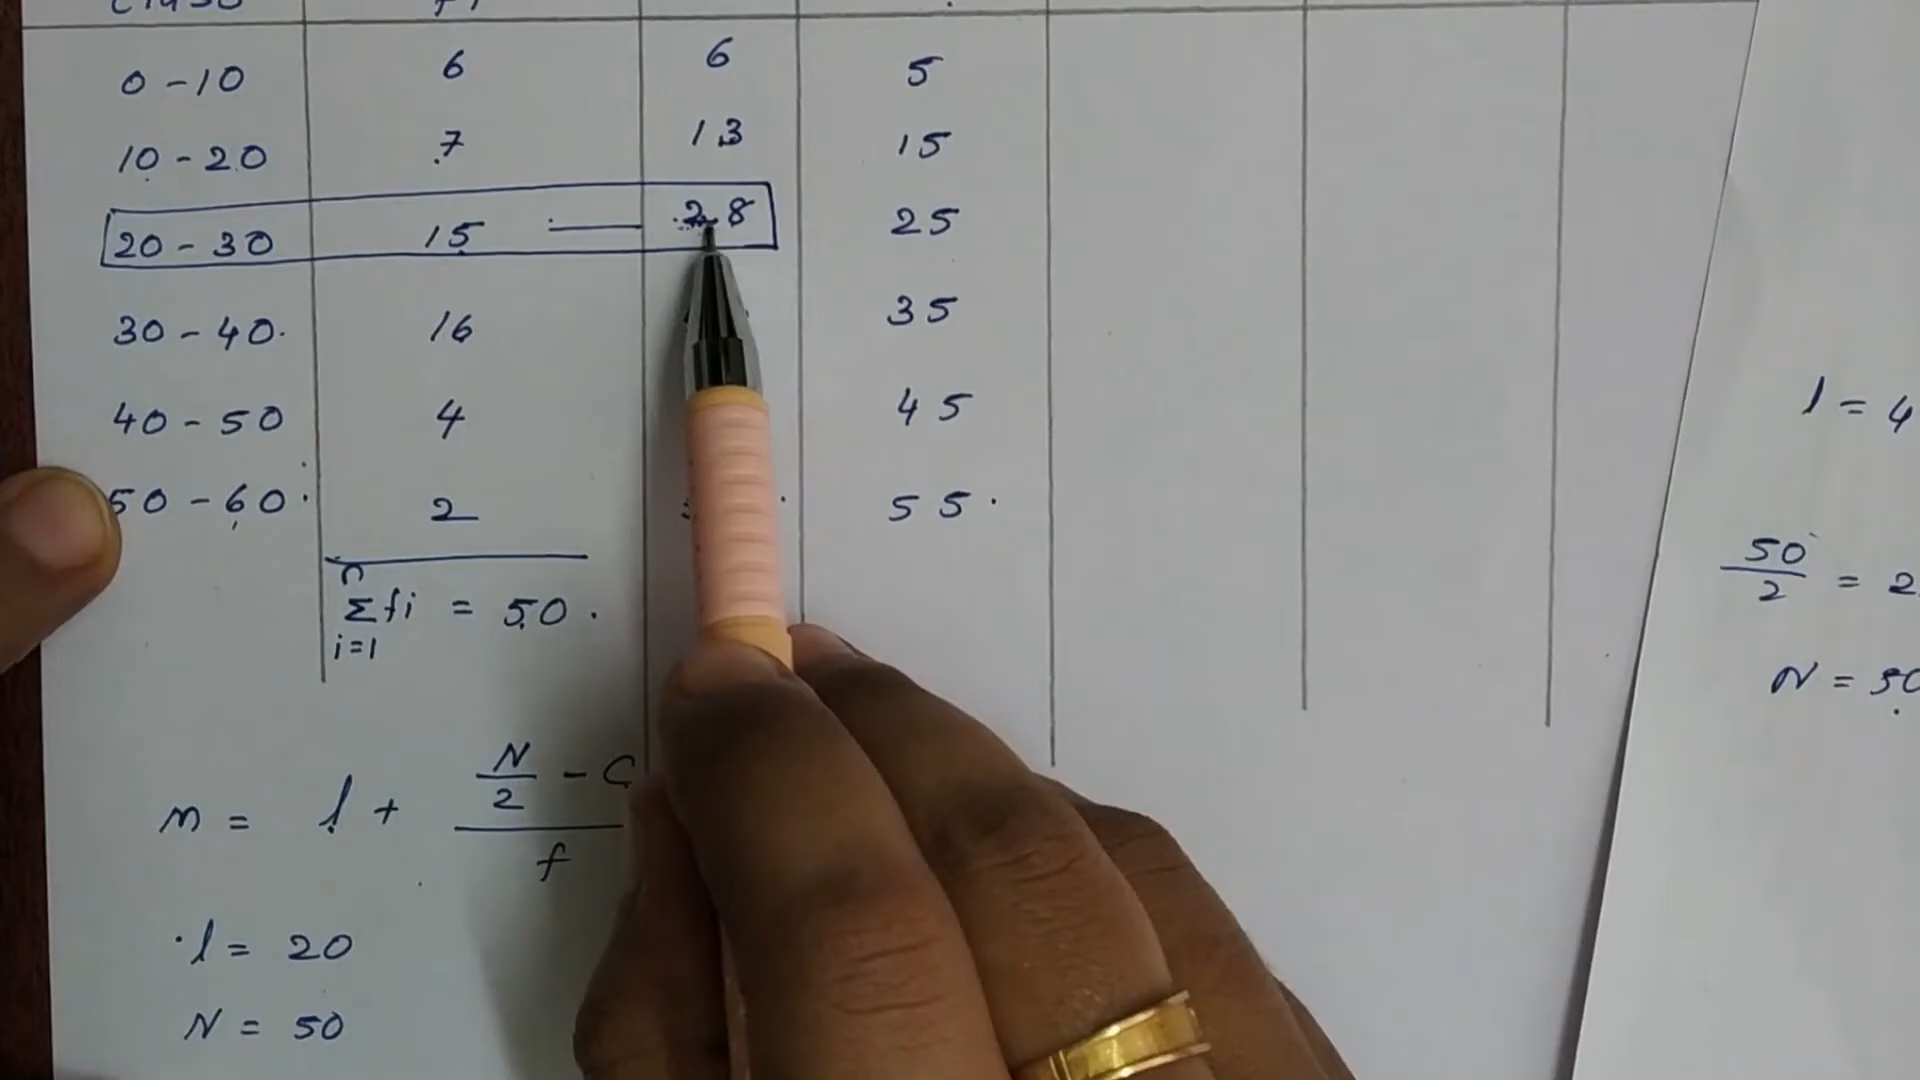 0 - 10 6 6 5
10 - 20 7 13 15
20 - 30 15 — 28 25
30 - 40 16 35
40 - 50 4 45
50 - 60 2 55
n
Σfi = 50
i=1
m = l + N/2 - C
f
l = 20
N = 50
l = 4
50/2 = 2
N = 50